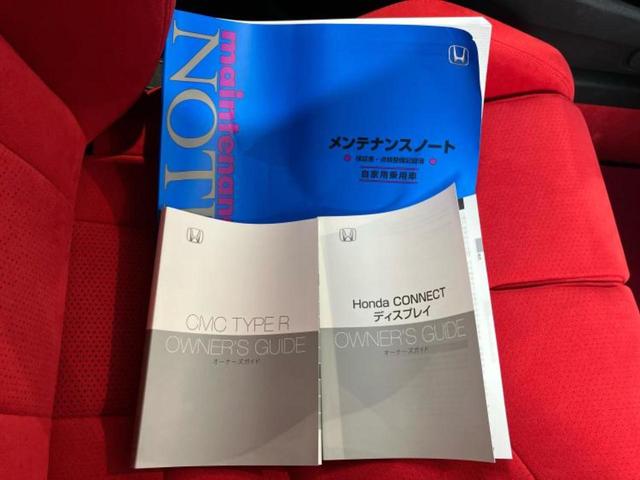 maintenance
NOTE
メンテナンスノート
保証書・点検整備記録簿
自家用乗用車
CIVIC TYPE R
OWNER'S GUIDE
オーナーズガイド
Honda CONNECT
ディスプレイ
OWNER'S GUIDE
オーナーズガイド